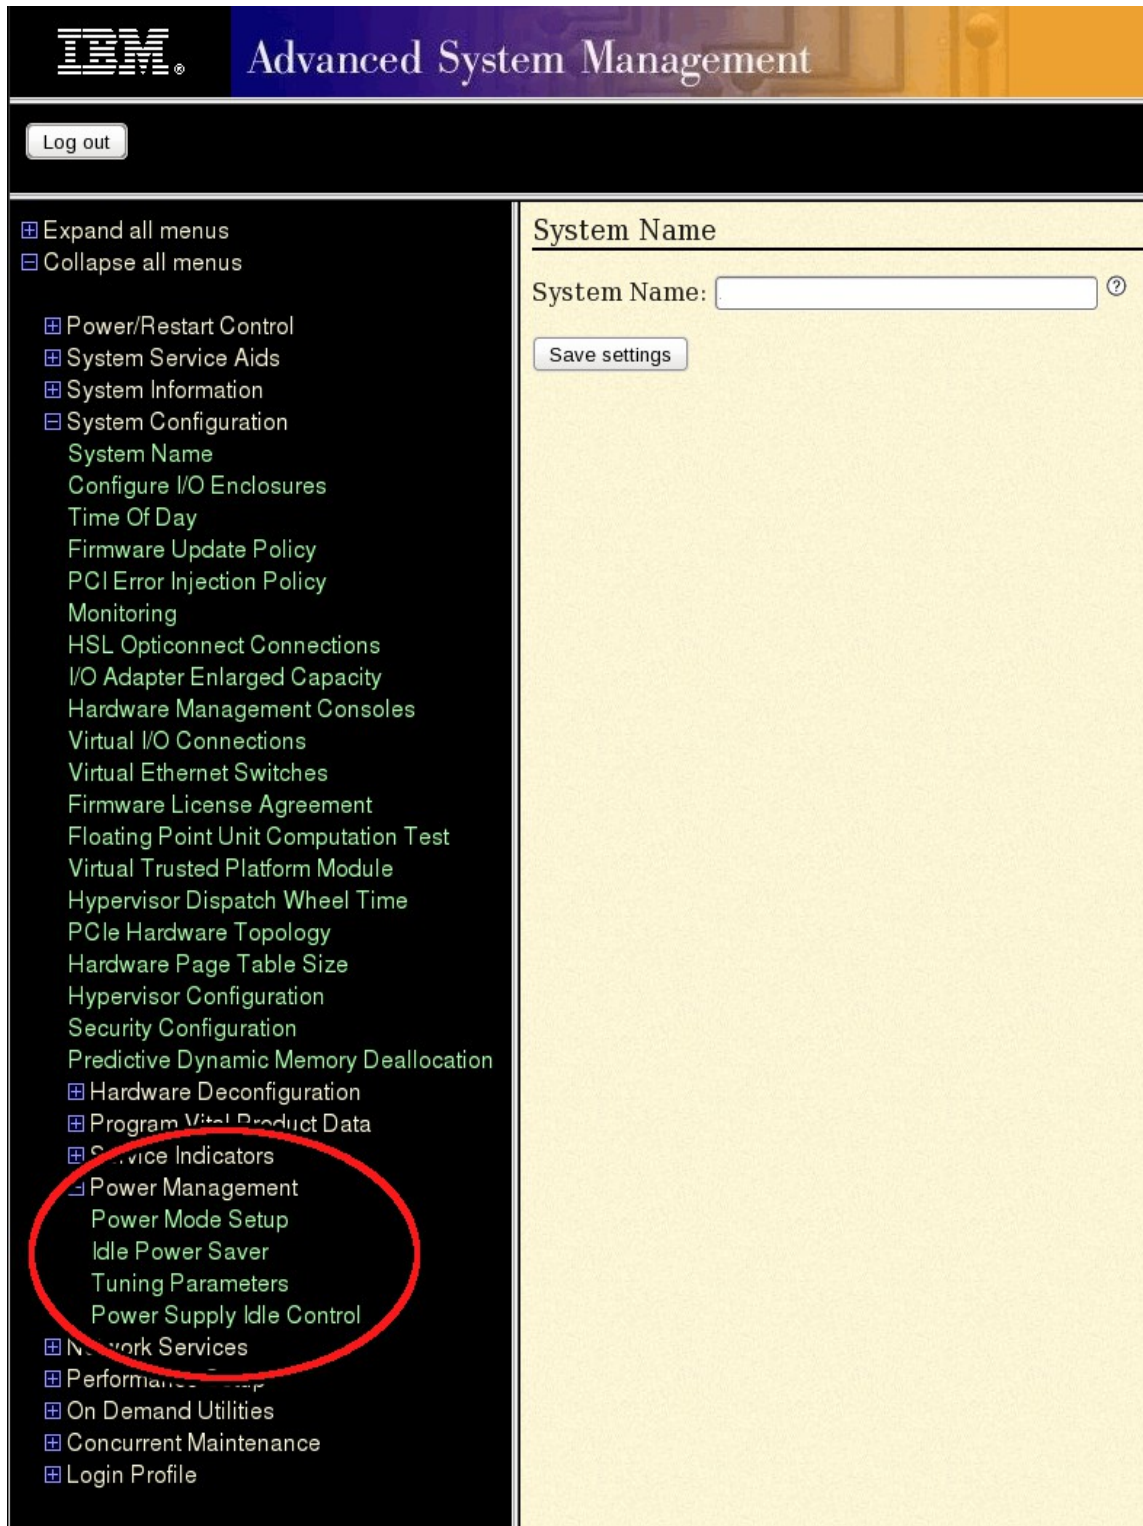 IBM®
Advanced System Management
Log out
Expand all menus
Collapse all menus
Power/Restart Control
System Service Aids
System Information
System Configuration
System Name
Configure I/O Enclosures
Time Of Day
Firmware Update Policy
PCI Error Injection Policy
Monitoring
HSL Opticonnect Connections
I/O Adapter Enlarged Capacity
Hardware Management Consoles
Virtual I/O Connections
Virtual Ethernet Switches
Firmware License Agreement
Floating Point Unit Computation Test
Virtual Trusted Platform Module
Hypervisor Dispatch Wheel Time
PCIe Hardware Topology
Hardware Page Table Size
Hypervisor Configuration
Security Configuration
Predictive Dynamic Memory Deallocation
Hardware Deconfiguration
Program Vital Product Data
Service Indicators
Power Management
Power Mode Setup
Idle Power Saver
Tuning Parameters
Power Supply Idle Control
Network Services
Performance Setup
On Demand Utilities
Concurrent Maintenance
Login Profile
System Name
System Name:
Save settings